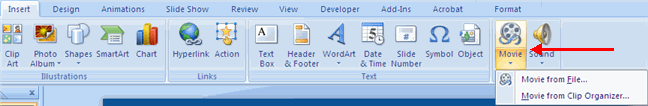 Insert Design Animations Slide Show Review View Developer Add-Ins Acrobat Format
Clip Art Photo Album Shapes SmartArt Chart Hyperlink Action Text Box Header & Footer WordArt Date & Time Slide Number Symbol Object Movie Sound
Illustrations Links Text
Movie from File...
Movie from Clip Organizer...